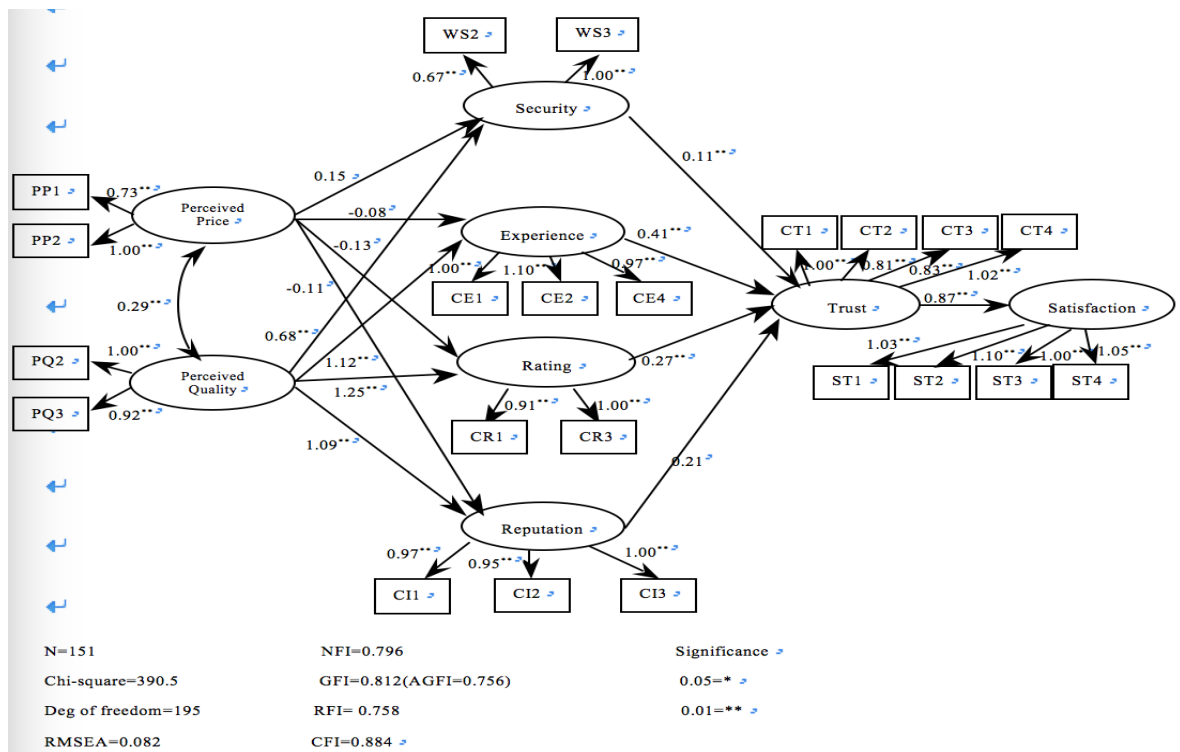 WS2
WS3
0.67**
1.00**
Security
0.15
0.11**
PP1
0.73**
Perceived
Price
PP2
1.00**
-0.08
-0.13
-0.11
Experience
0.41**
1.00**
1.10**
0.97**
CE1
CE2
CE4
CT1
CT2
CT3
CT4
1.00**
0.81**
0.83**
1.02**
Trust
0.87**
Satisfaction
0.29**
0.68**
1.12**
1.25**
1.09**
PQ2
1.00**
Perceived
Quality
PQ3
0.92**
Rating
0.27**
0.91**
1.00**
CR1
CR3
1.03**
1.10**
1.00**
1.05**
ST1
ST2
ST3
ST4
0.21
Reputation
0.97**
0.95**
1.00**
CI1
CI2
CI3
N=151
NFI=0.796
Significance
Chi-square=390.5
GFI=0.812(AGFI=0.756)
0.05=*
Deg of freedom=195
RFI= 0.758
0.01=**
RMSEA=0.082
CFI=0.884